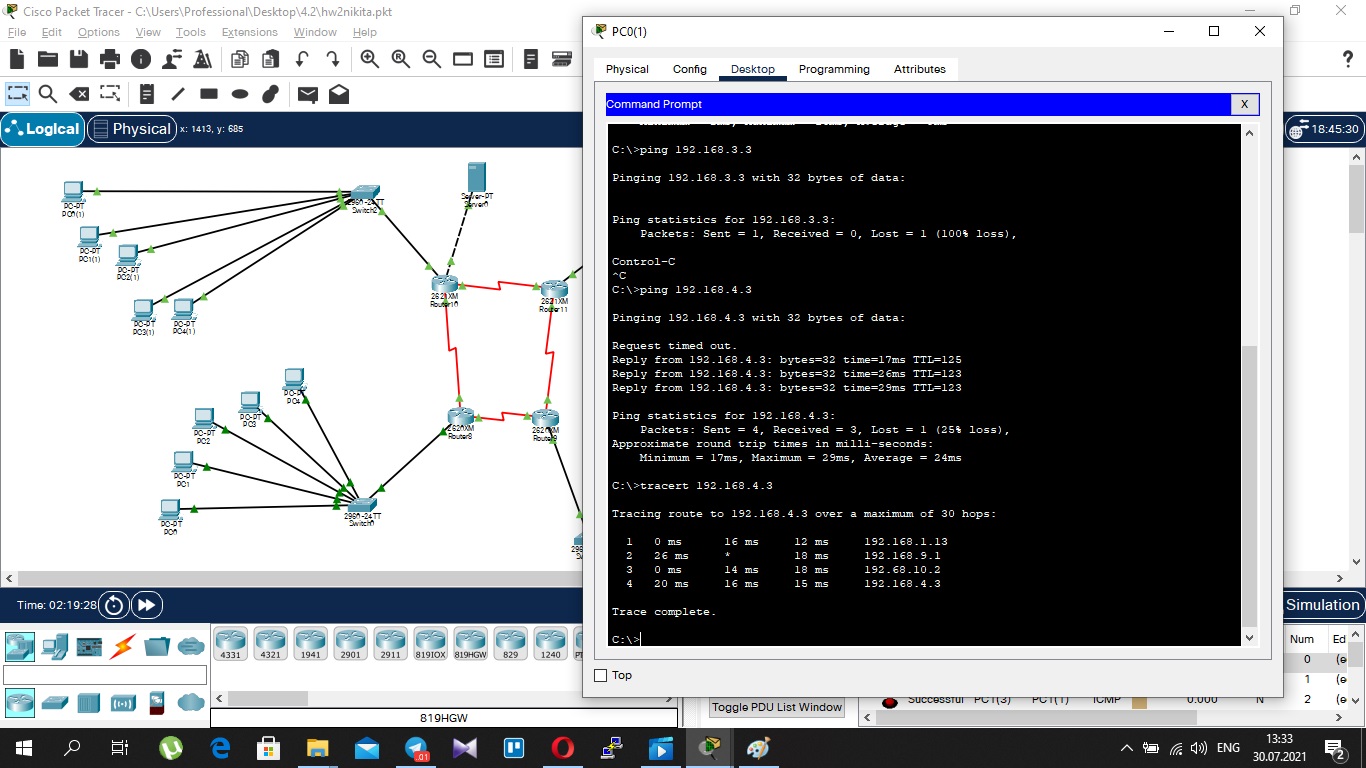 Cisco Packet Tracer - C:\Users\Professional\Desktop\4.2\hw2nikita.pkt
File Edit Options View Tools Extensions Window Help
Logical Physical x: 1413, y: 685
18:45:30
PC-PT
PC0(1)
PC-PT
PC1(1)
PC-PT
PC2(1)
PC-PT
PC3(1)
PC-PT
PC4(1)
2960-24TT
Switch2
Server-PT
Server0
2621XM
Router10
2621XM
Router11
2620XM
Router8
PC-PT
PC4
PC-PT
PC3
PC-PT
PC2
PC-PT
PC1
PC-PT
PC0
2960-24TT
Time: 02:19:28
Simulation
4331 4321 1941 2901 2911 819IOX 819HGW 829 1240 PT
819HGW
Toggle PDU List Window
Num Ed
0 (e
1 (e
Successful PC1(3) PC1(1) ICMP 0.000 N 2 (e
PC0(1)
Physical Config Desktop Programming Attributes
Command Prompt X
C:\>ping 192.168.3.3
Pinging 192.168.3.3 with 32 bytes of data:
Ping statistics for 192.168.3.3:
Packets: Sent = 1, Received = 0, Lost = 1 (100% loss),
Control-C
^C
C:\>ping 192.168.4.3
Pinging 192.168.4.3 with 32 bytes of data:
Request timed out.
Reply from 192.168.4.3: bytes=32 time=17ms TTL=125
Reply from 192.168.4.3: bytes=32 time=26ms TTL=123
Reply from 192.168.4.3: bytes=32 time=29ms TTL=123
Ping statistics for 192.168.4.3:
Packets: Sent = 4, Received = 3, Lost = 1 (25% loss),
Approximate round trip times in milli-seconds:
Minimum = 17ms, Maximum = 29ms, Average = 24ms
C:\>tracert 192.168.4.3
Tracing route to 192.168.4.3 over a maximum of 30 hops:
1 0 ms 16 ms 12 ms 192.168.1.13
2 26 ms * 18 ms 192.168.9.1
3 0 ms 14 ms 18 ms 192.68.10.2
4 20 ms 16 ms 15 ms 192.168.4.3
Trace complete.
C:\>
Top
.01
ENG
13:33
30.07.2021
2